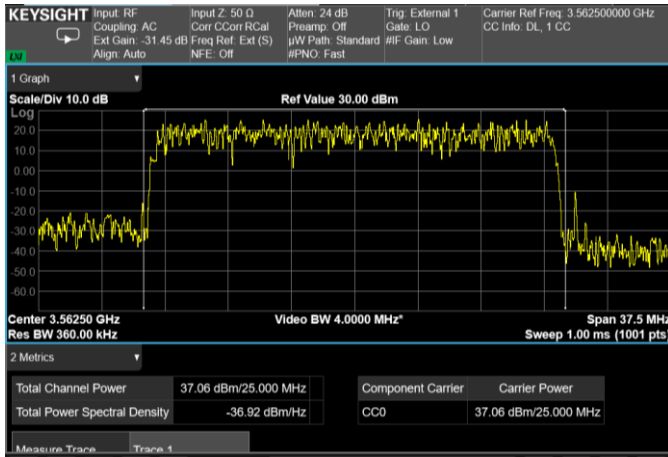 KEYSIGHT Input: RF Input Z: 50 Ω Atten: 24 dB Trig: External 1 Carrier Ref Freq: 3.562500000 GHz
Coupling: AC Corr CCorr RCal Preamp: Off Gate: LO CC Info: DL, 1 CC
Ext Gain: -31.45 dB Freq Ref: Ext (S) µW Path: Standard #IF Gain: Low
LXI Align: Auto NFE: Off #PNO: Fast
1 Graph
Scale/Div 10.0 dB Ref Value 30.00 dBm
Log
20.0
10.0
0.00
-10.0
-20.0
-30.0
-40.0
-50.0
-60.0
Center 3.56250 GHz Video BW 4.0000 MHz* Span 37.5 MHz
Res BW 360.00 kHz Sweep 1.00 ms (1001 pts)
2 Metrics
Total Channel Power 37.06 dBm/25.000 MHz Component Carrier Carrier Power
Total Power Spectral Density -36.92 dBm/Hz CC0 37.06 dBm/25.000 MHz
Measure Trace Trace 1